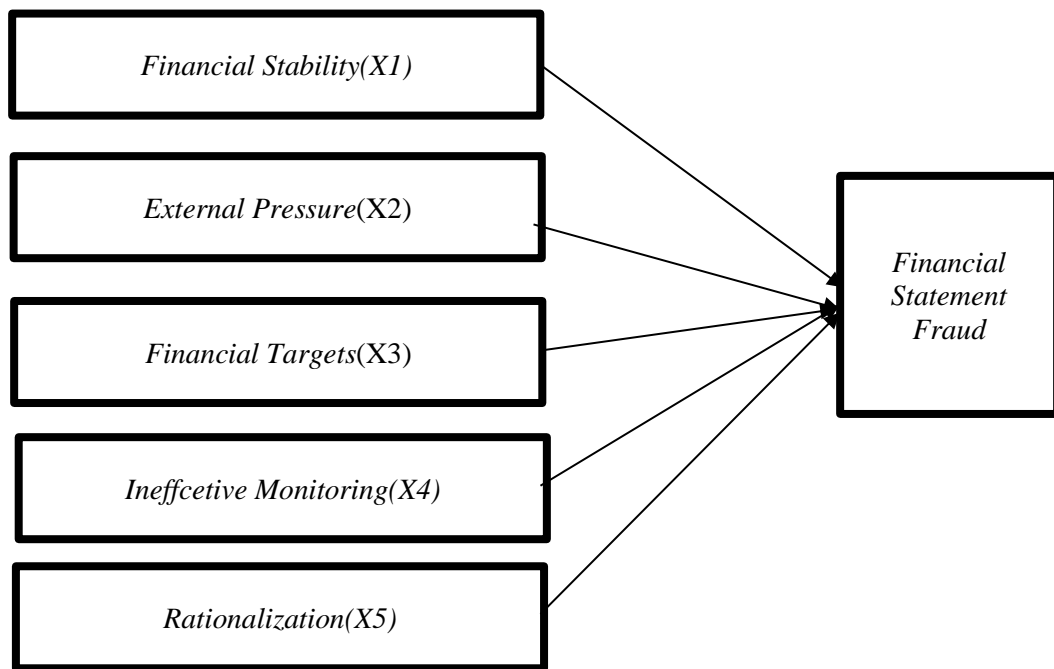 Financial Stability(X1)
External Pressure(X2)
Financial Targets(X3)
Ineffcetive Monitoring(X4)
Rationalization(X5)
Financial
Statement
Fraud